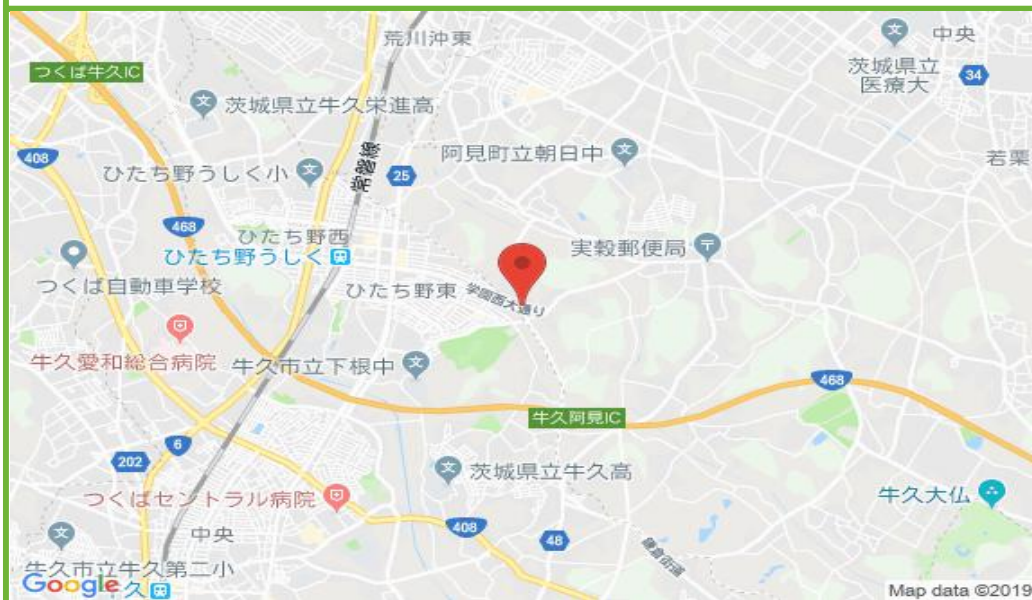 荒川沖東
中央
つくば牛久IC
茨城県立
医療大
34
茨城県立牛久栄進高
408
阿見町立朝日中
若栗
ひたち野うしく小
常磐線
25
468
ひたち野西
ひたち野うしく
実穀郵便局
つくば自動車学校
ひたち野東
学園西大通り
牛久愛和総合病院
牛久市立下根中
468
牛久阿見IC
6
202
茨城県立牛久高
つくばセントラル病院
牛久大仏
中央
408
48
鎌倉街道
牛久市立牛久第二小
Google
久
Map data ©2019